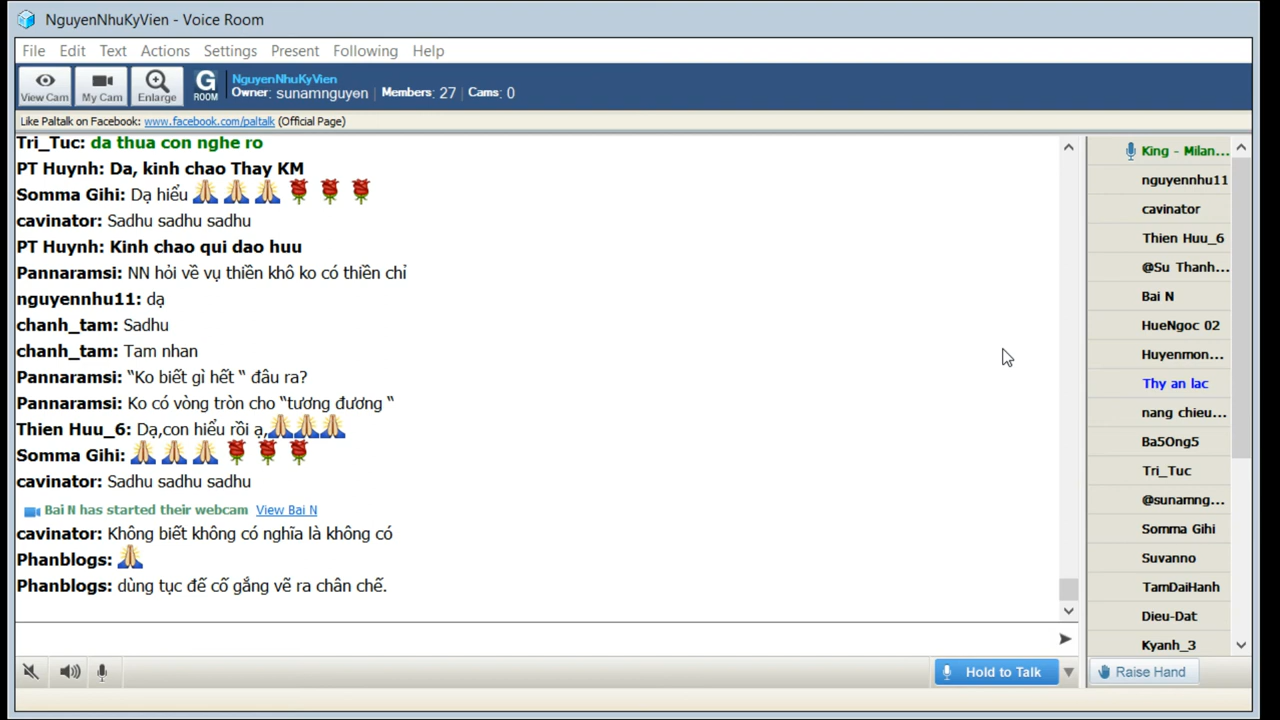 NguyenNhuKyVien - Voice Room
File Edit Text Actions Settings Present Following Help
View Cam My Cam Enlarge G ROOM NguyenNhuKyVien
Owner: sunamnguyen Members: 27 Cams: 0
Like Paltalk on Facebook: www.facebook.com/paltalk (Official Page)
Tri_Tuc: da thua con nghe ro
PT Huynh: Da, kinh chao Thay KM
Somma Gihi: Dạ hiểu
cavinator: Sadhu sadhu sadhu
PT Huynh: Kinh chao qui dao huu
Pannaramsi: NN hỏi về vụ thiền khô ko có thiền chỉ
nguyennhu11: dạ
chanh_tam: Sadhu
chanh_tam: Tam nhan
Pannaramsi: “Ko biết gì hết “ đâu ra?
Pannaramsi: Ko có vòng tròn cho “tương đương “
Thien Huu_6: Dạ,con hiểu rồi ạ,
Somma Gihi:
cavinator: Sadhu sadhu sadhu
Bai N has started their webcam View Bai N
cavinator: Không biết không có nghĩa là không có
Phanblogs:
Phanblogs: dùng tục đế cố gắng vẽ ra chân chế.
King - Milan...
nguyennhu11
cavinator
Thien Huu_6
@Su Thanh...
Bai N
HueNgoc 02
Huyenmon...
Thy an lac
nang chieu...
Ba5Ong5
Tri_Tuc
@sunamng...
Somma Gihi
Suvanno
TamDaiHanh
Dieu-Dat
Kyanh_3
Hold to Talk
Raise Hand